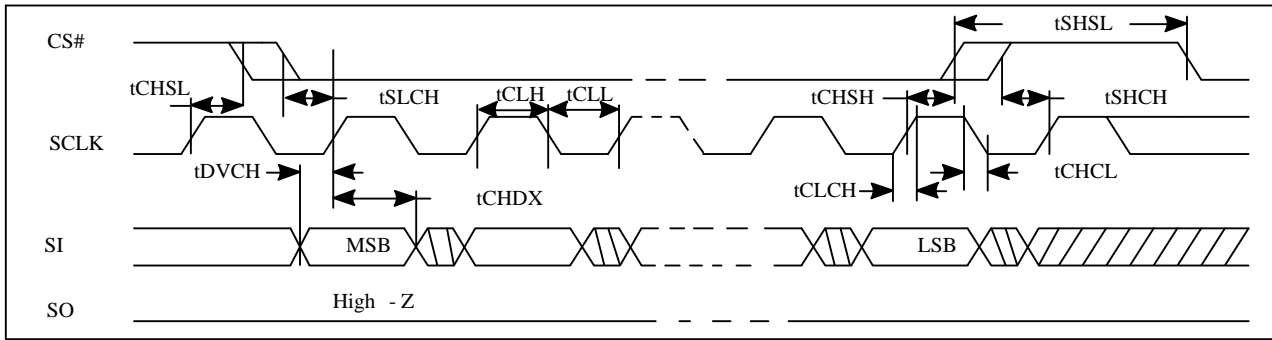 tSHSL
CS#
tCHSL
tSLCH
tCLH
tCLL
tCHSH
tSHCH
SCLK
tDVCH
tCHDX
tCLCH
tCHCL
SI
MSB
LSB
High - Z
SO